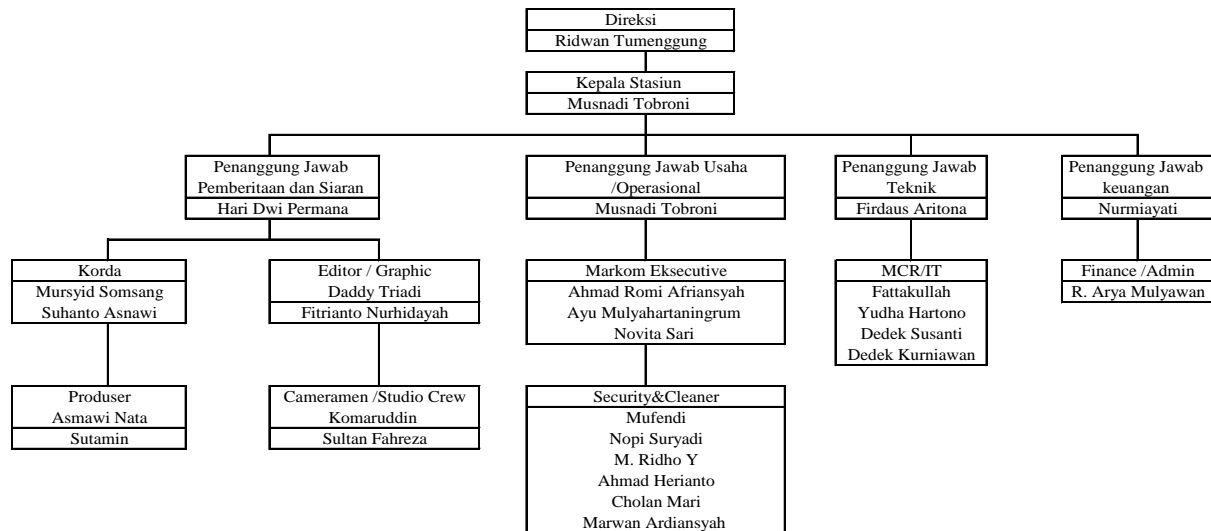 Direksi
Ridwan Tumenggung
Kepala Stasiun
Musnadi Tobroni
Penanggung Jawab
Pemberitaan dan Siaran
Hari Dwi Permana
Penanggung Jawab Usaha
/Operasional
Musnadi Tobroni
Penanggung Jawab
Teknik
Firdaus Aritona
Penanggung Jawab
keuangan
Nurmiayati
Korda
Mursyid Somsang
Suhanto Asnawi
Editor / Graphic
Daddy Triadi
Fitrianto Nurhidayah
Markom Eksecutive
Ahmad Romi Afriansyah
Ayu Mulyahartaningrum
Novita Sari
MCR/IT
Fattakullah
Yudha Hartono
Dedek Susanti
Dedek Kurniawan
Finance /Admin
R. Arya Mulyawan
Produser
Asmawi Nata
Sutamin
Cameramen /Studio Crew
Komaruddin
Sultan Fahreza
Security&Cleaner
Mufendi
Nopi Suryadi
M. Ridho Y
Ahmad Herianto
Cholan Mari
Marwan Ardiansyah